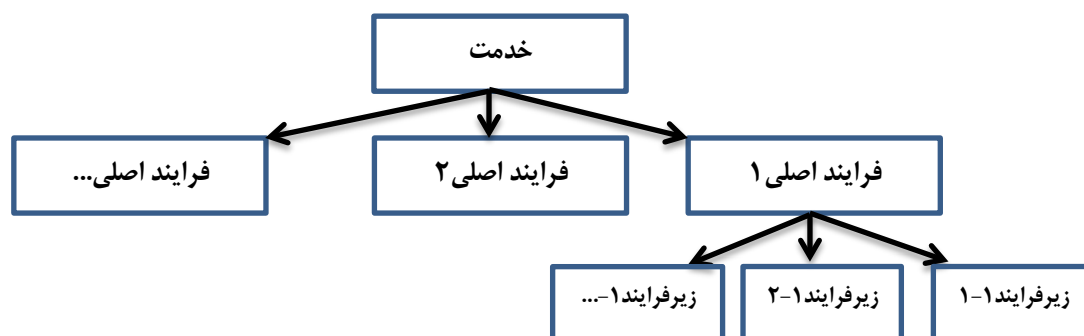 خدمت
فرایند اصلی۱
فرایند اصلی۲
فرایند اصلی...
زیرفرایند۱-۱
زیرفرایند۱-۲
زیرفرایند۱-...